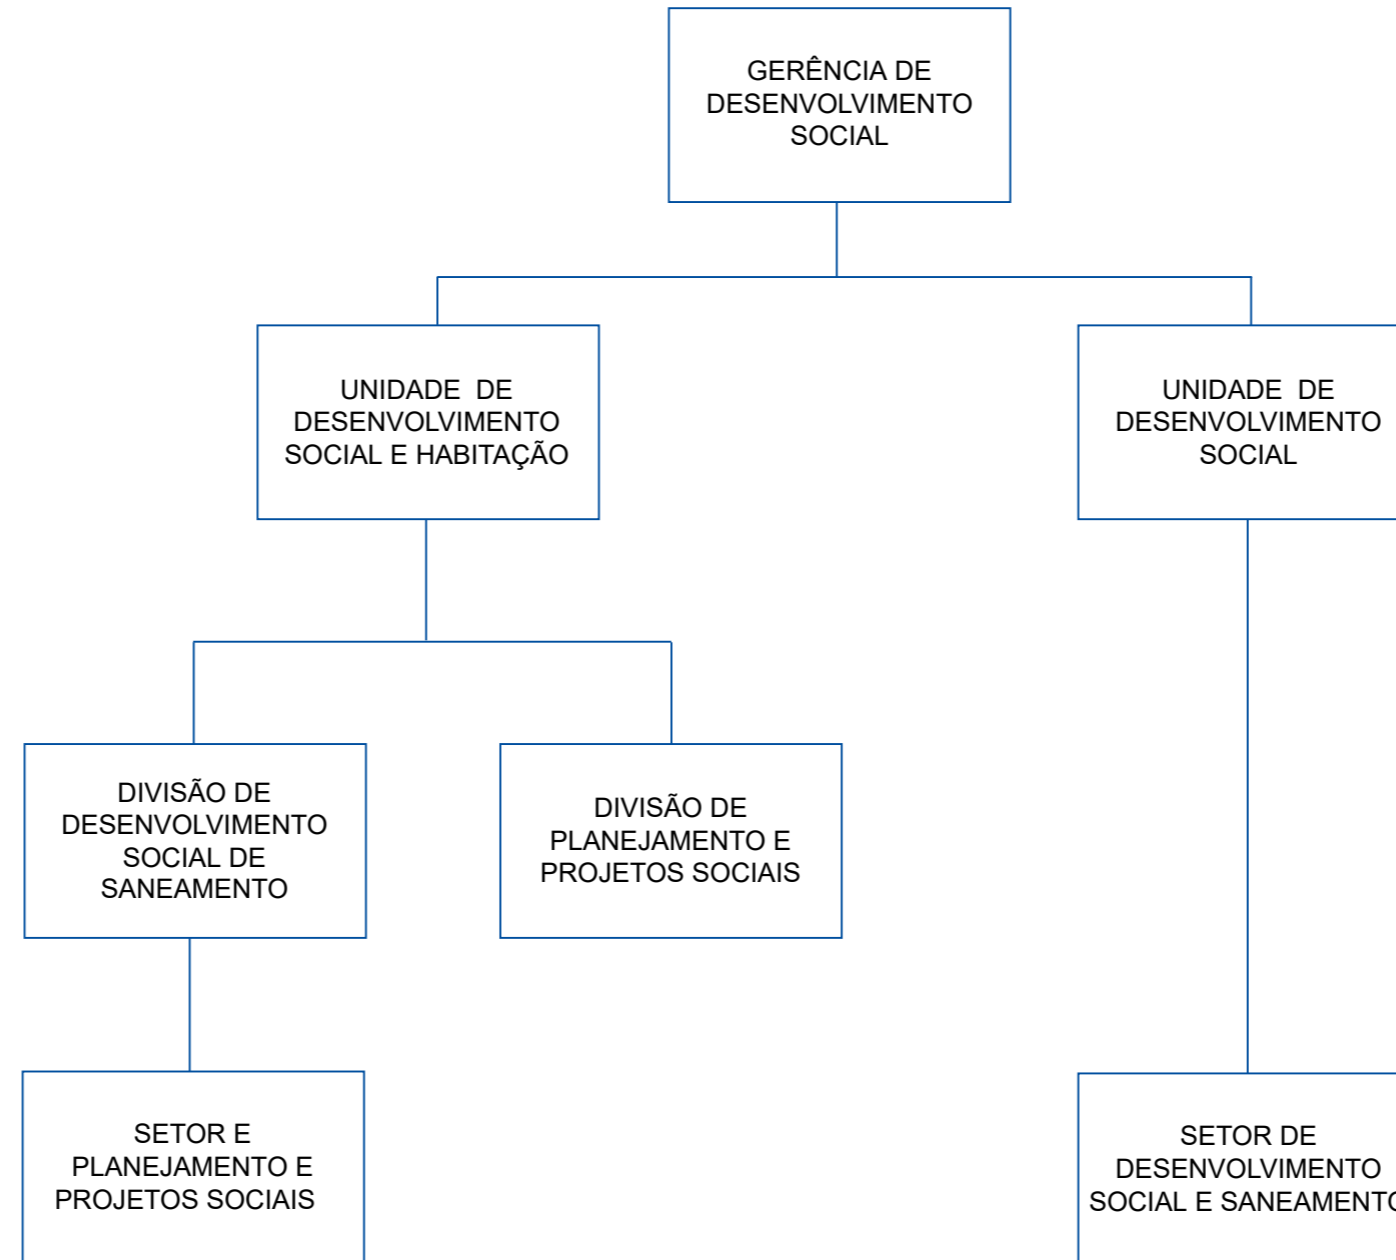 GERÊNCIA DE
DESENVOLVIMENTO
SOCIAL
UNIDADE DE
DESENVOLVIMENTO
SOCIAL E HABITAÇÃO
UNIDADE DE
DESENVOLVIMENTO
SOCIAL
DIVISÃO DE
DESENVOLVIMENTO
SOCIAL DE
SANEAMENTO
DIVISÃO DE
PLANEJAMENTO E
PROJETOS SOCIAIS
SETOR E
PLANEJAMENTO E
PROJETOS SOCIAIS
SETOR DE
DESENVOLVIMENTO
SOCIAL E SANEAMENTO